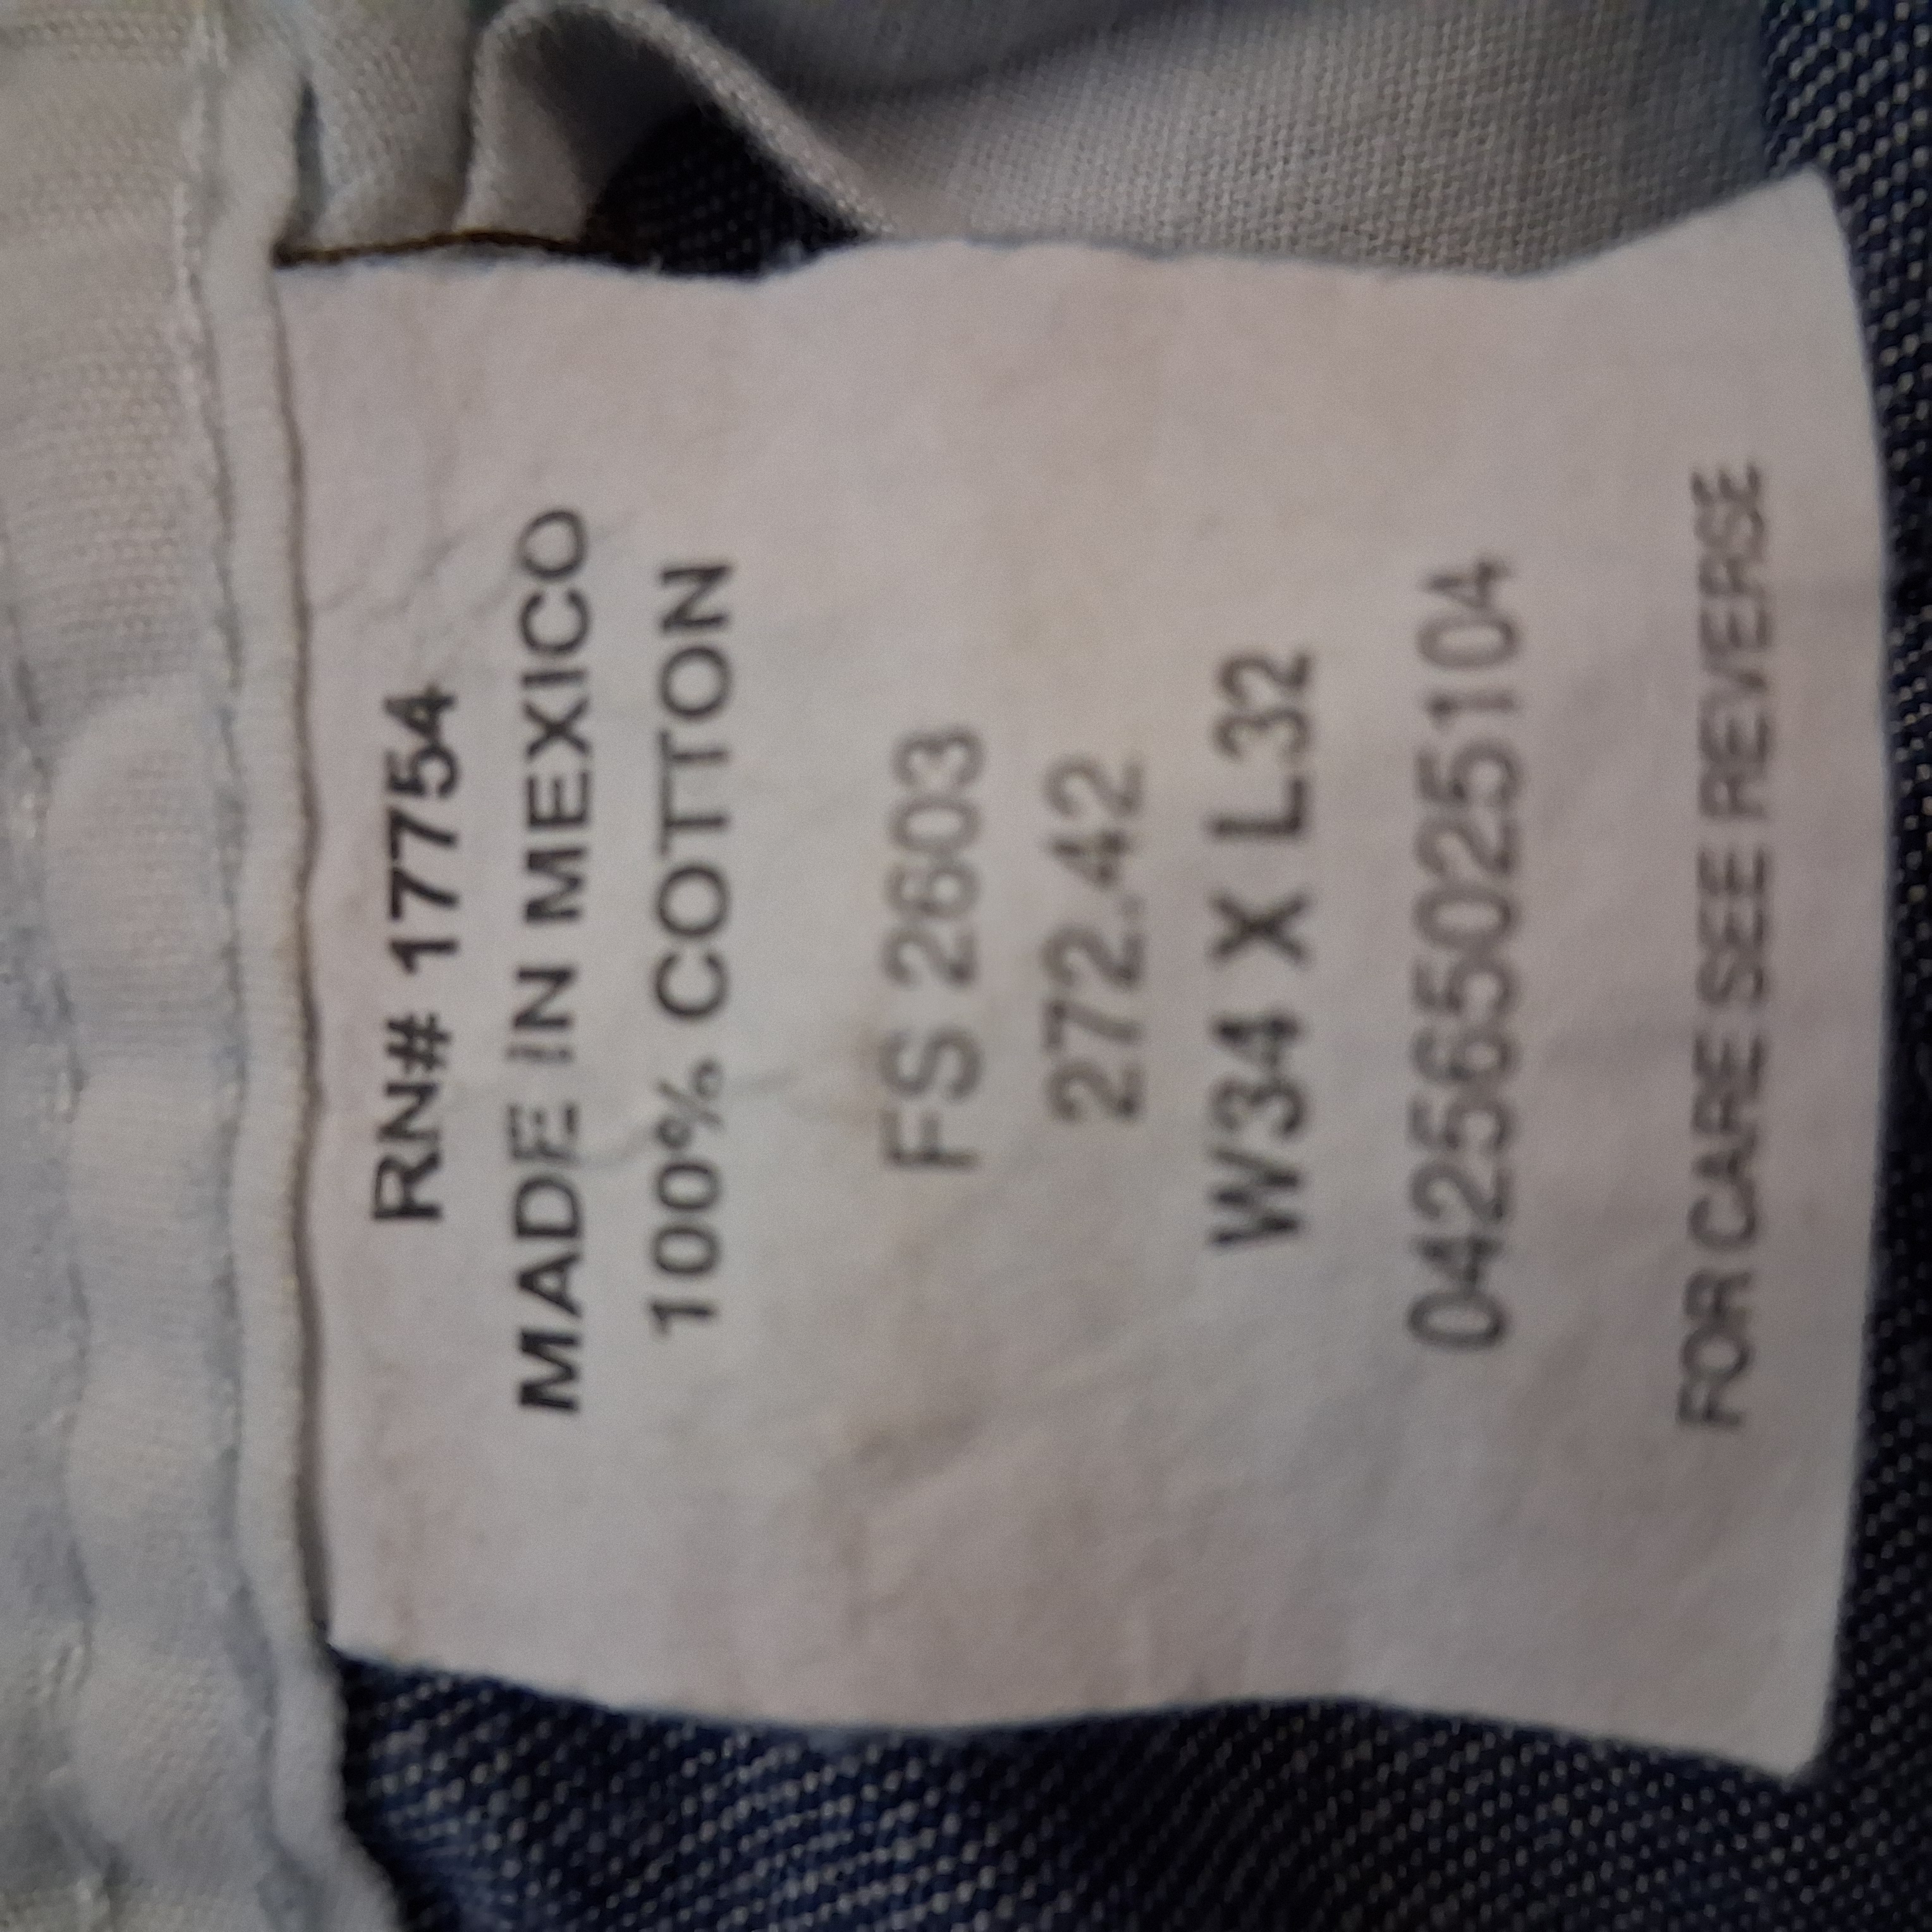 RN# 17754
MADE IN MEXICO
100% COTTON
FS 2603
272.42
W34 X L32
042565025104
FOR CARE SEE REVERSE